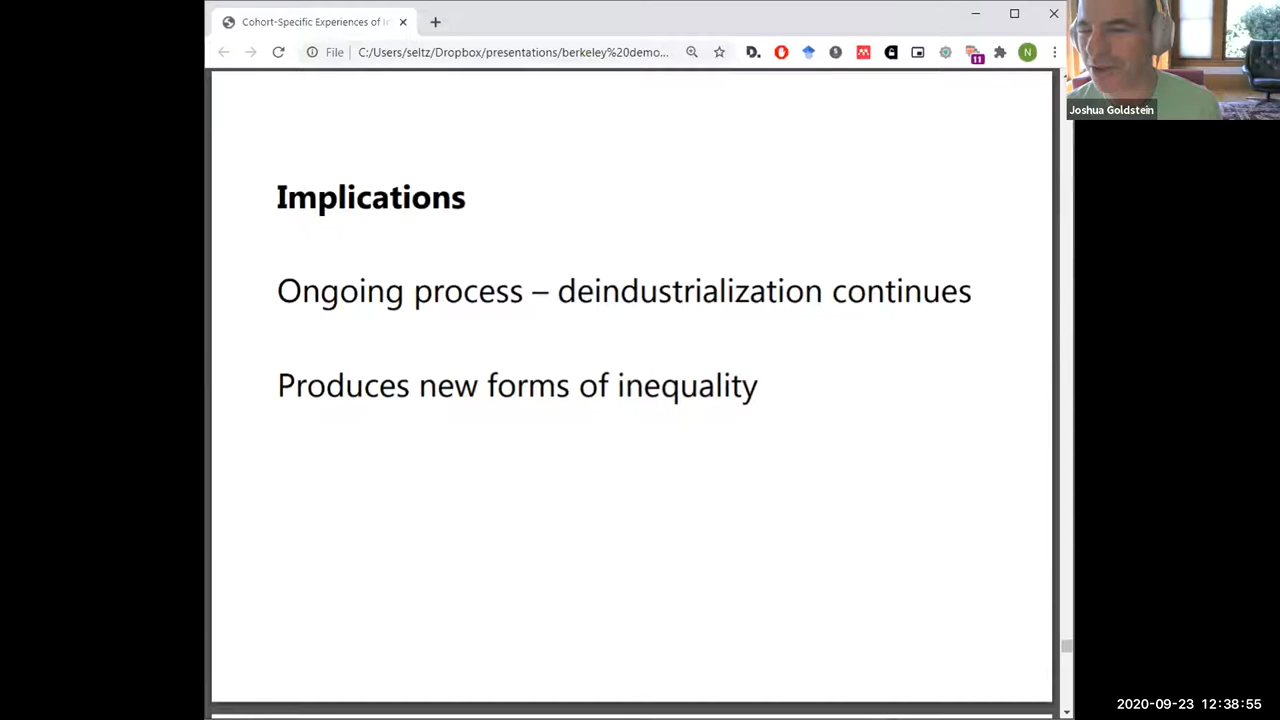 Cohort-Specific Experiences of I
File
C:/Users/seltz/Dropbox/presentations/berkeley%20demo...
D.
11
N
Joshua Goldstein
Implications
Ongoing process – deindustrialization continues
Produces new forms of inequality
2020-09-23 12:38:55